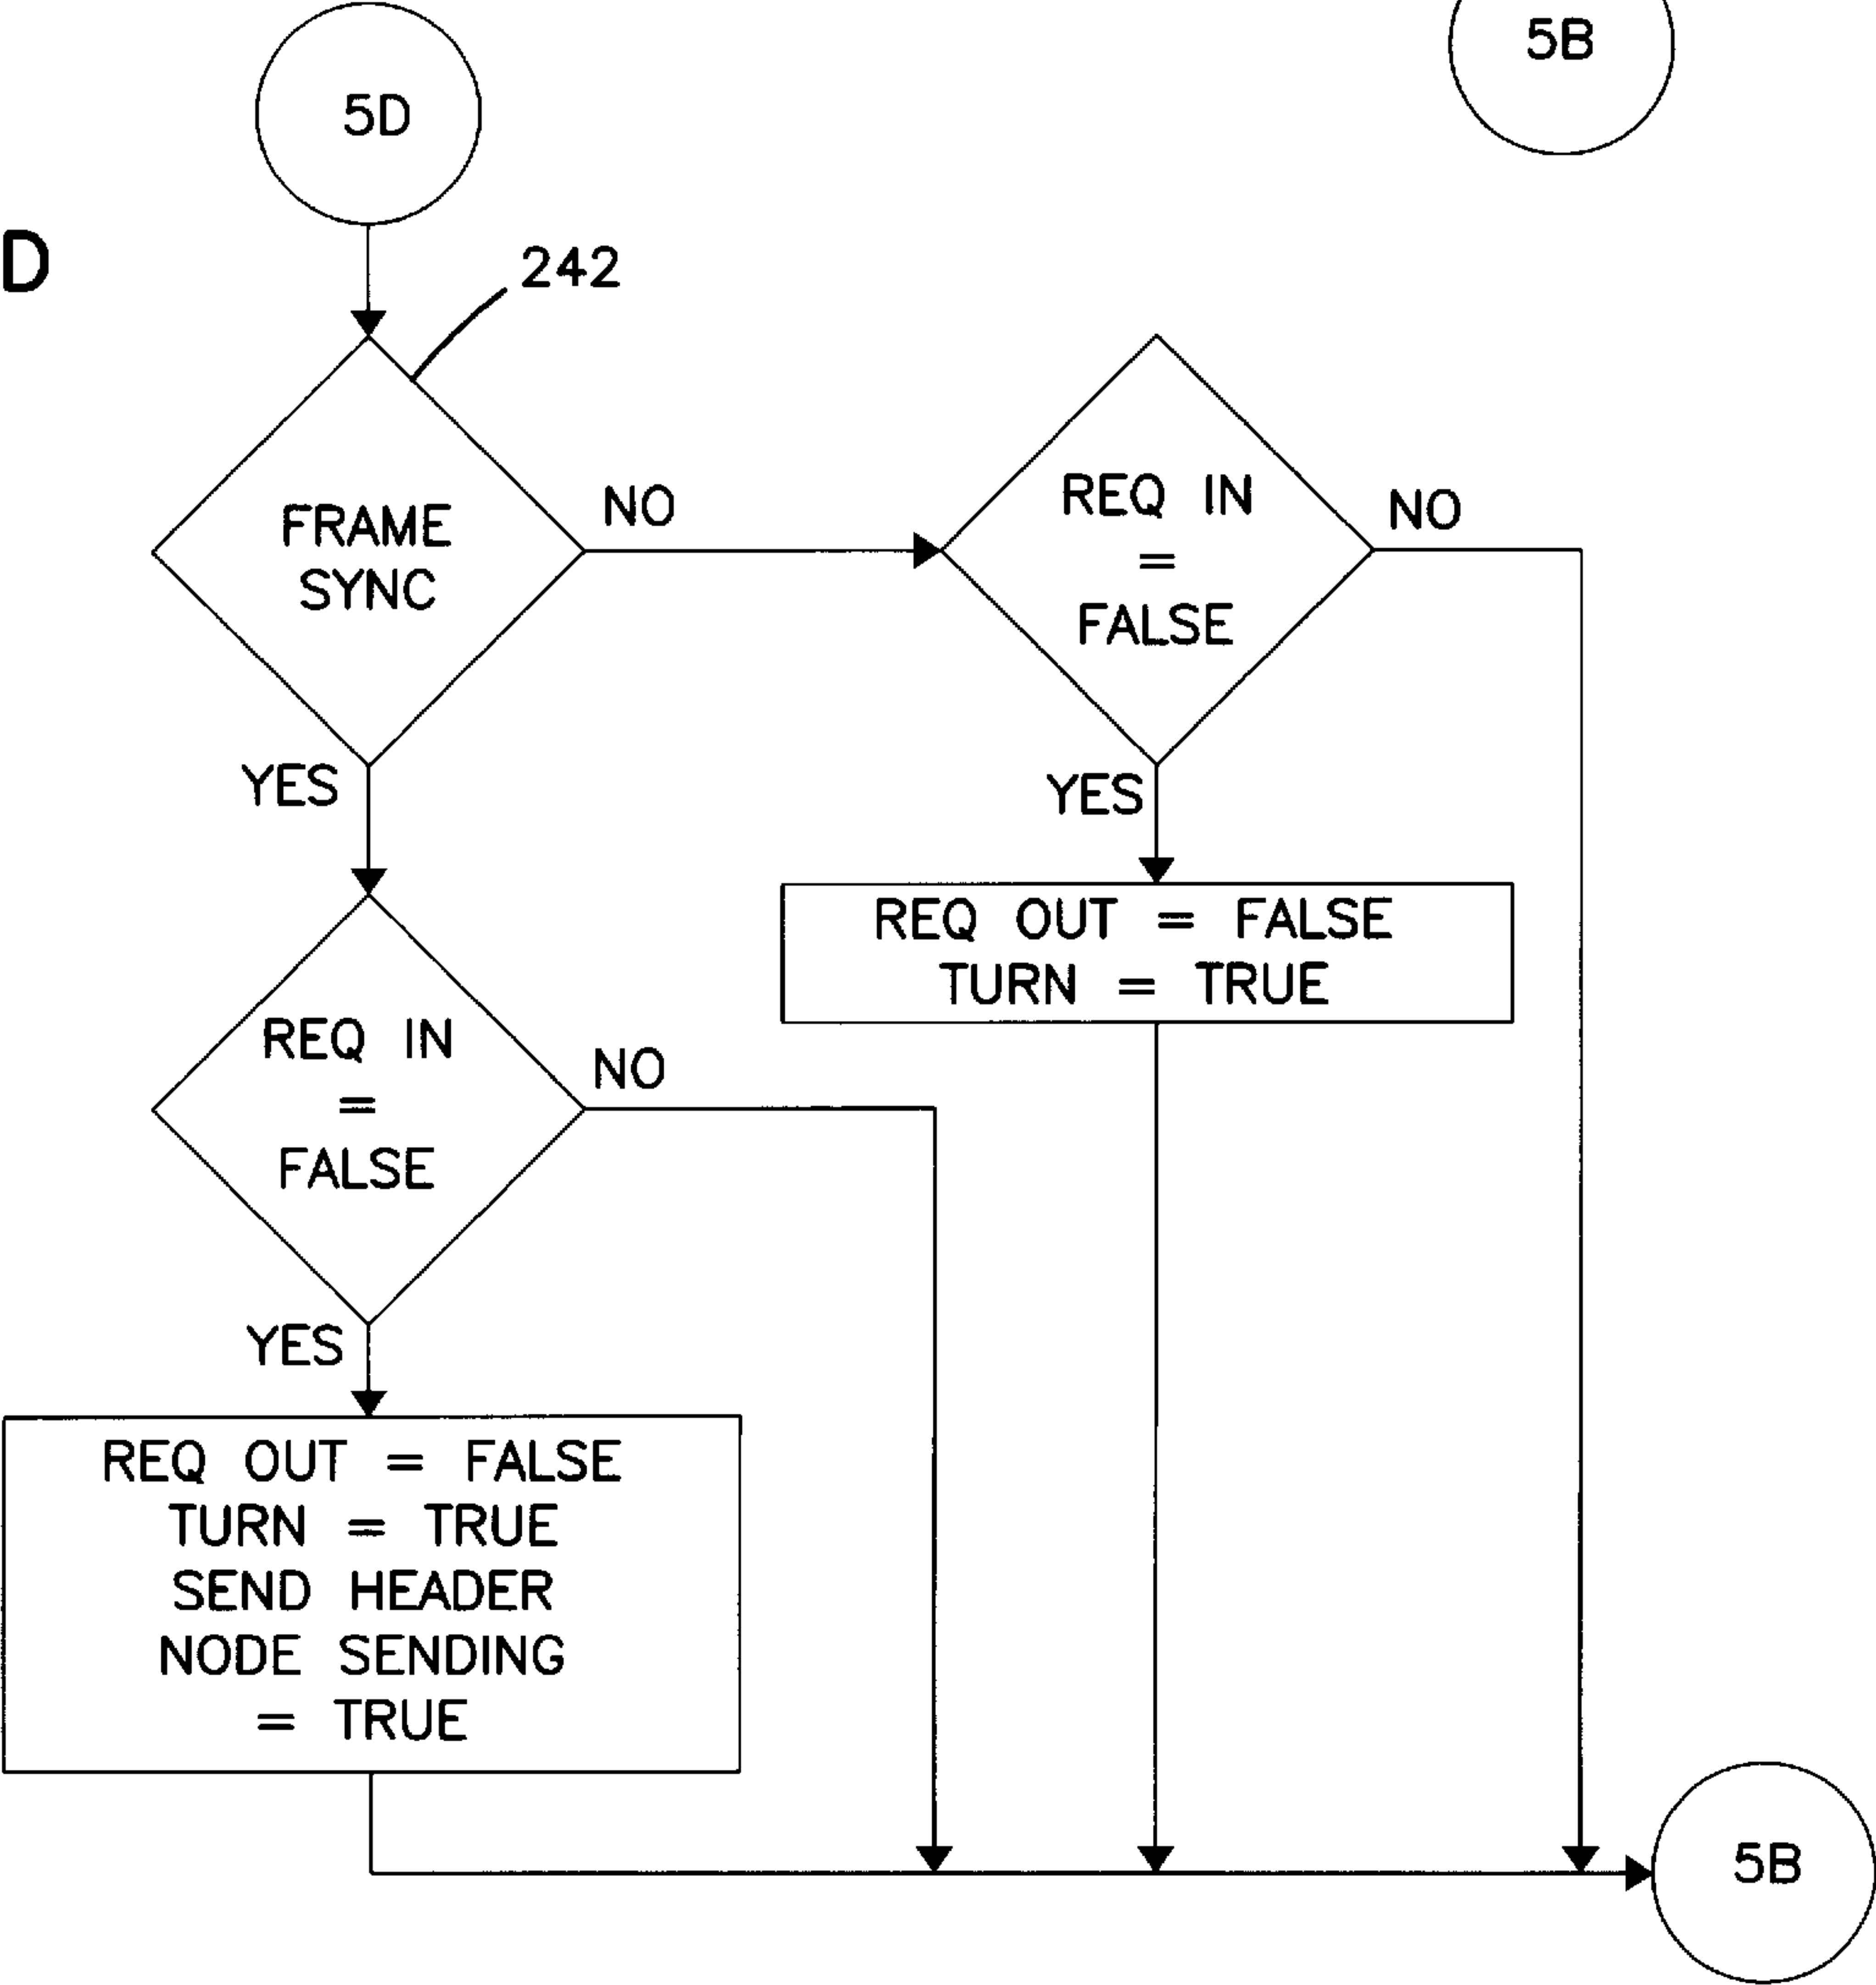 5B
5D
D
242
FRAME
SYNC
NO
REQ IN
=
FALSE
NO
YES
YES
REQ OUT = FALSE
TURN = TRUE
REQ IN
=
FALSE
NO
YES
REQ OUT = FALSE
TURN = TRUE
SEND HEADER
NODE SENDING
= TRUE
5B